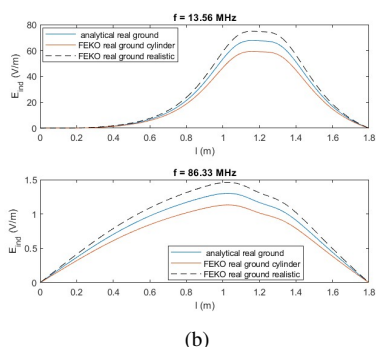 f = 13.56 MHz
80
60
40
20
0
E_ind (V/m)
analytical real ground
FEKO real ground cylinder
FEKO real ground realistic
0 0.2 0.4 0.6 0.8 1 1.2 1.4 1.6 1.8
l (m)
f = 86.33 MHz
1.5
1
0.5
0
E_ind (V/m)
analytical real ground
FEKO real ground cylinder
FEKO real ground realistic
0 0.2 0.4 0.6 0.8 1 1.2 1.4 1.6 1.8
l (m)
(b)